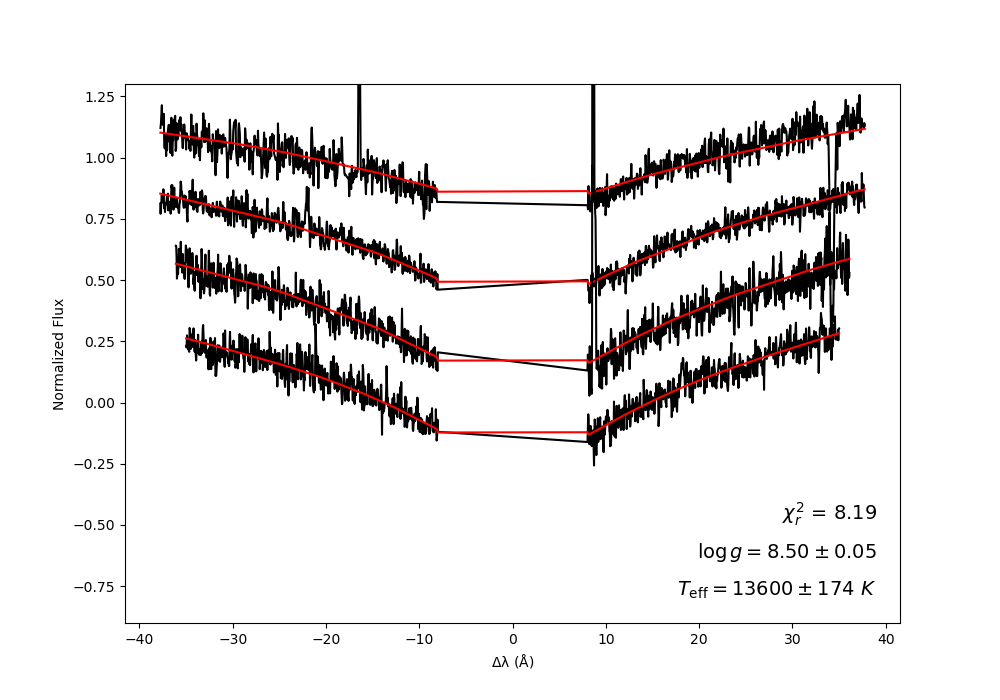 1.25
1.00
0.75
0.50
0.25
0.00
−0.25
−0.50
−0.75
Normalized Flux
χ²ᵣ = 8.19
log g = 8.50 ± 0.05
T_eff = 13600 ± 174 K
−40 −30 −20 −10 0 10 20 30 40
Δλ (Å)